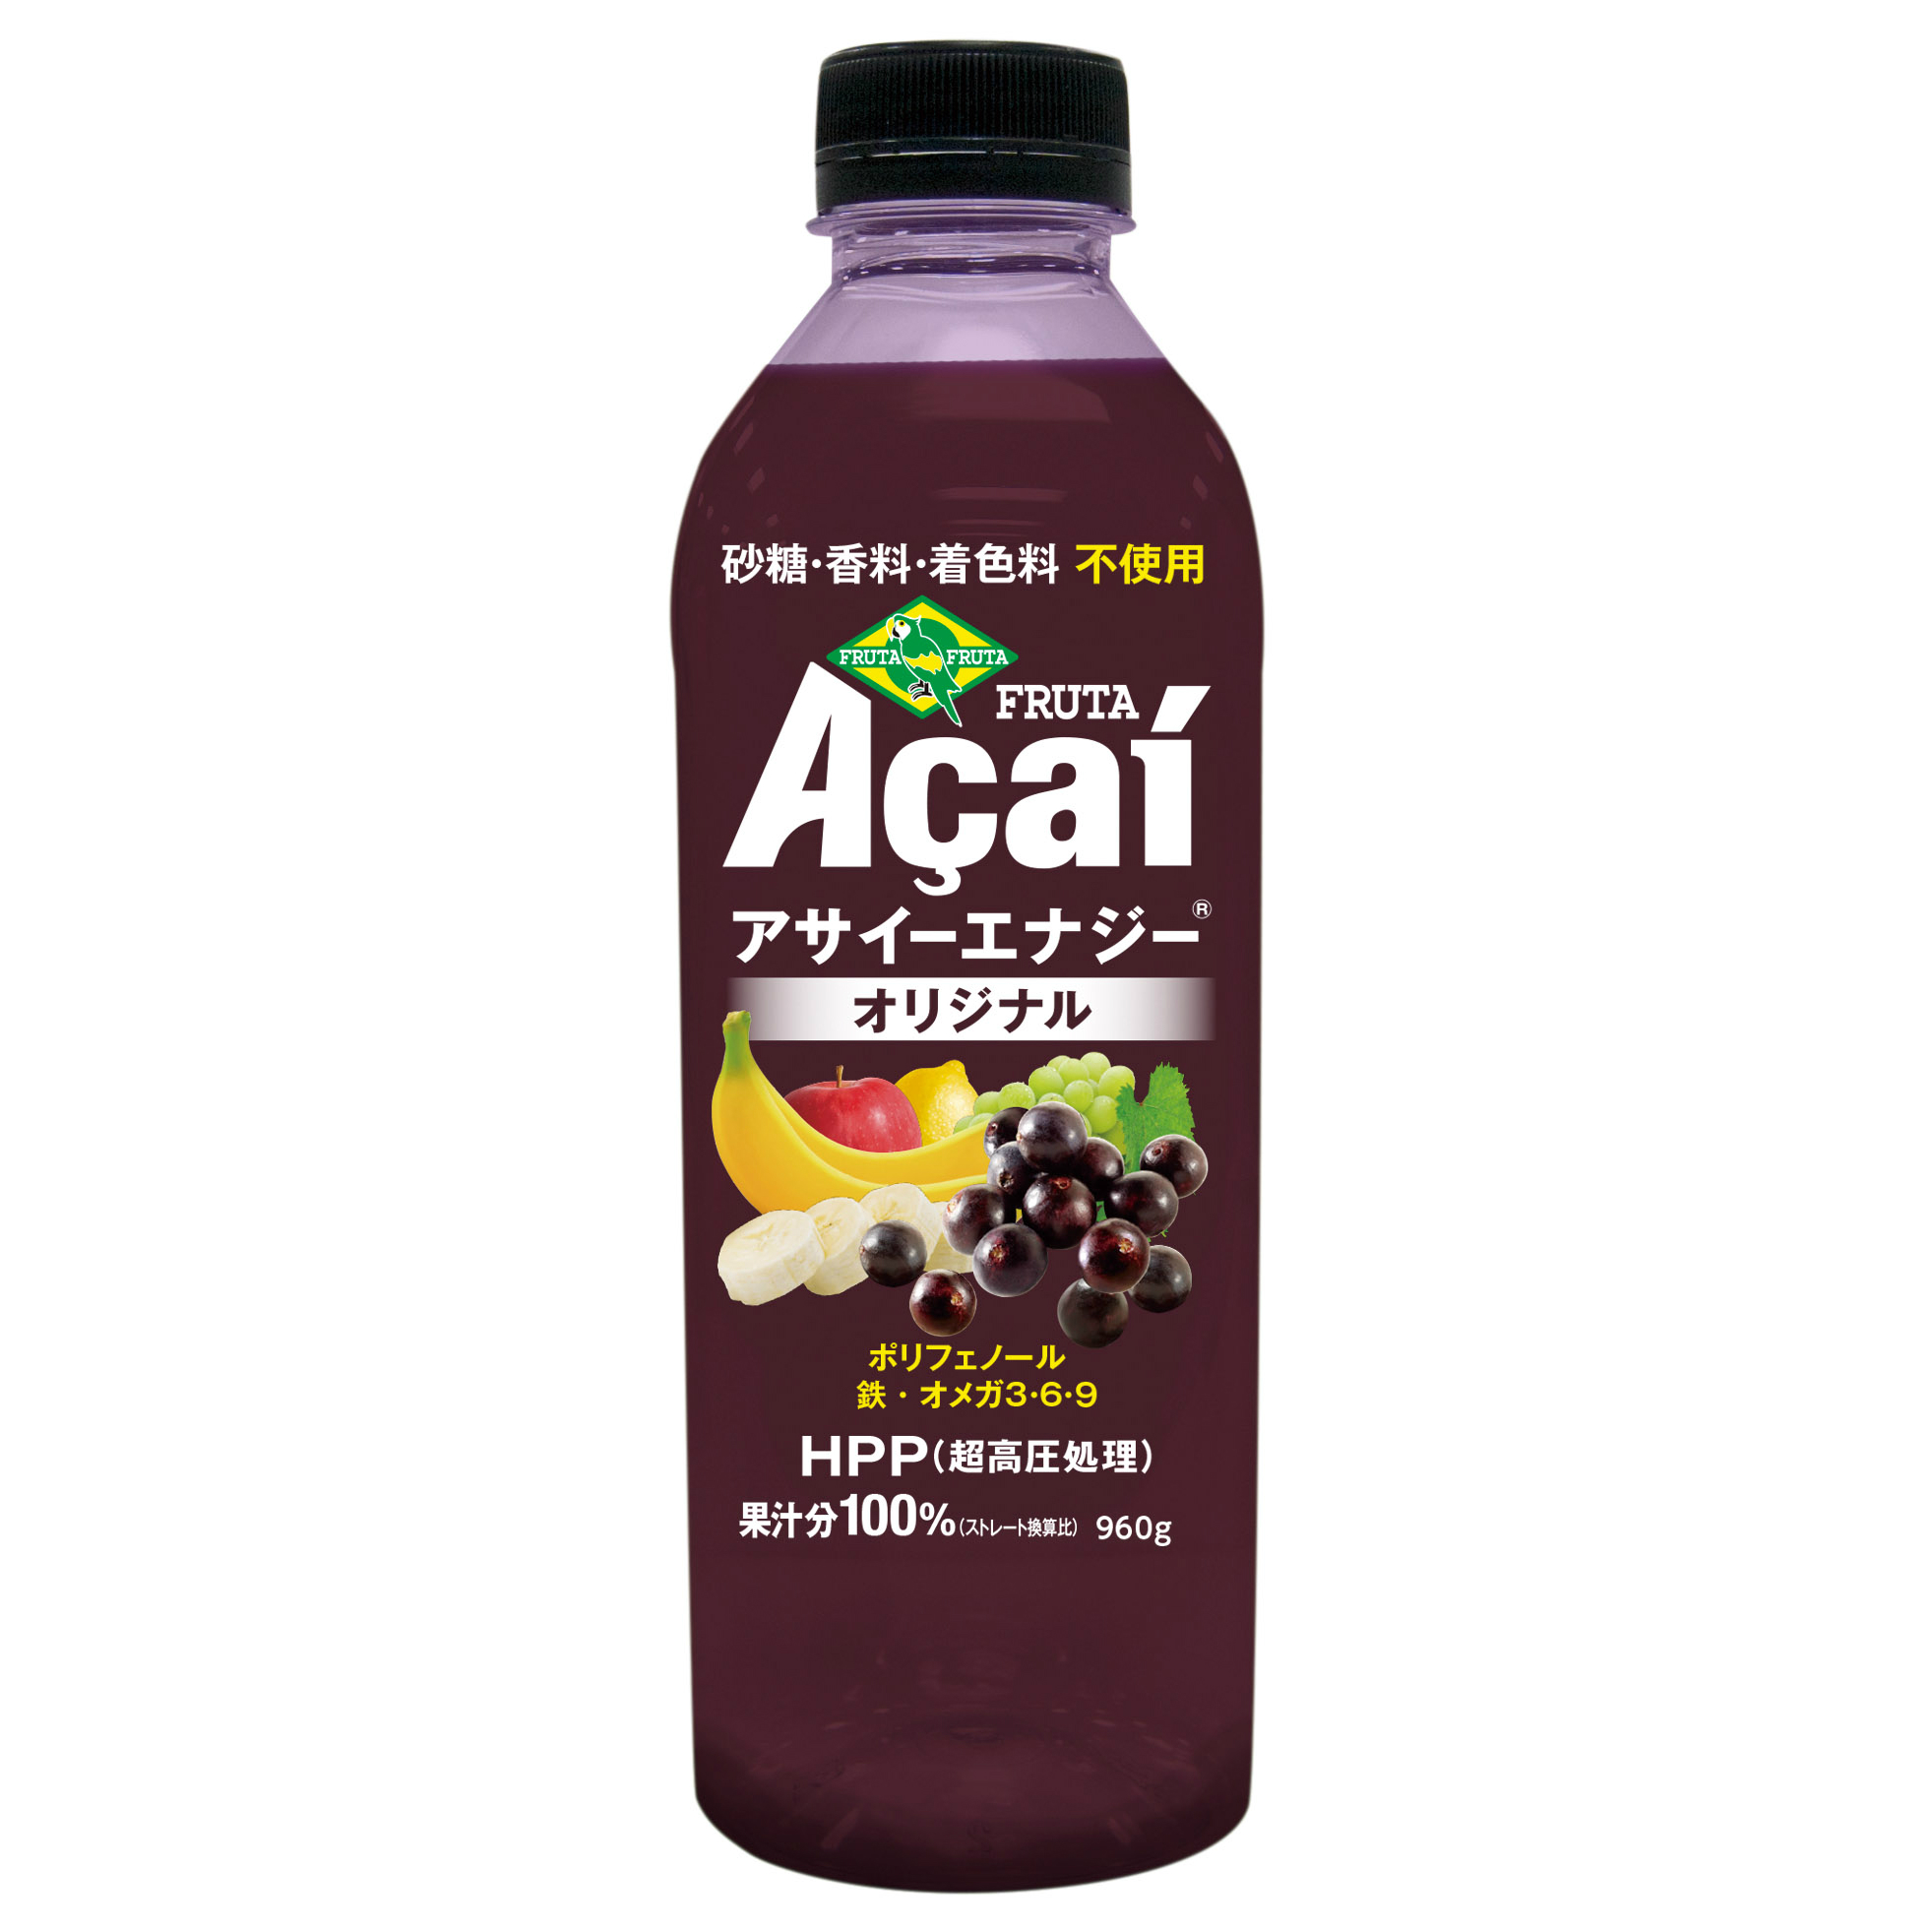 砂糖・香料・着色料 不使用
FRUTA FRUTA
FRUTA
Açaí
アサイーエナジー®
オリジナル
ポリフェノール
鉄・オメガ3・6・9
HPP(超高圧処理)
果汁分100%(ストレート換算比) 960g